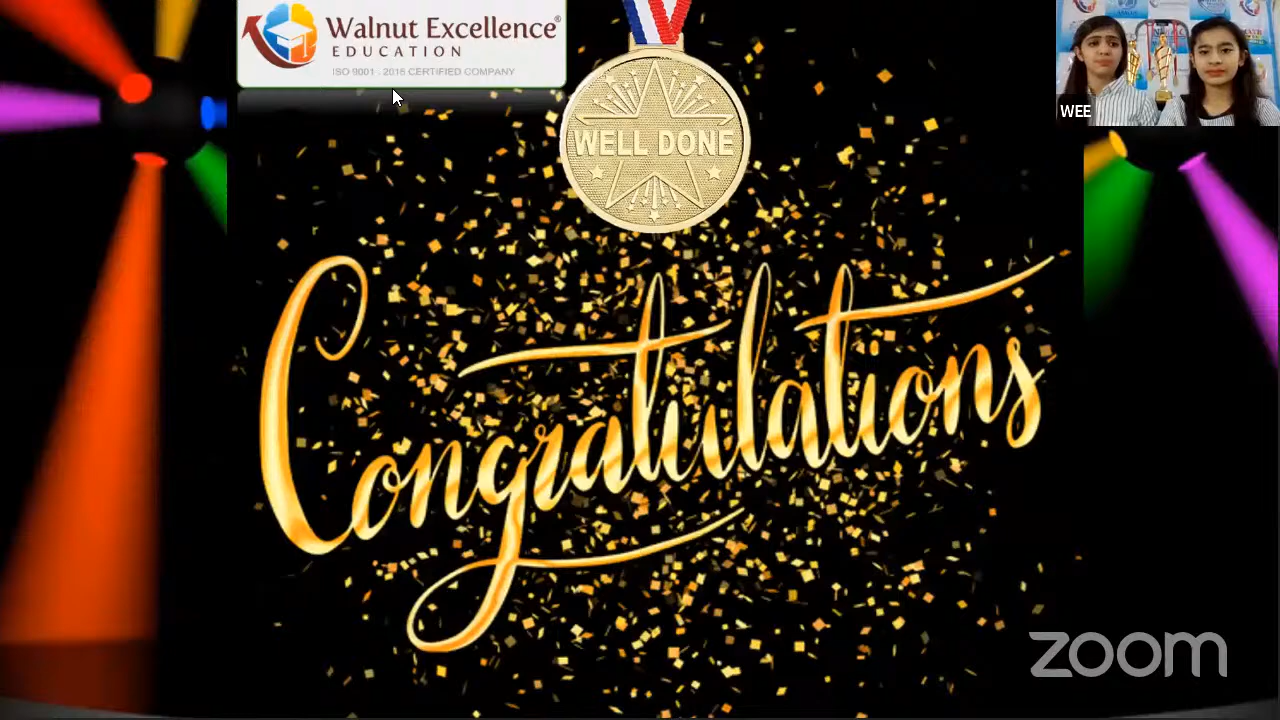 Walnut Excellence®
EDUCATION
ISO 9001 : 2015 CERTIFIED COMPANY
WELL DONE
WEE
Congratulations
zoom